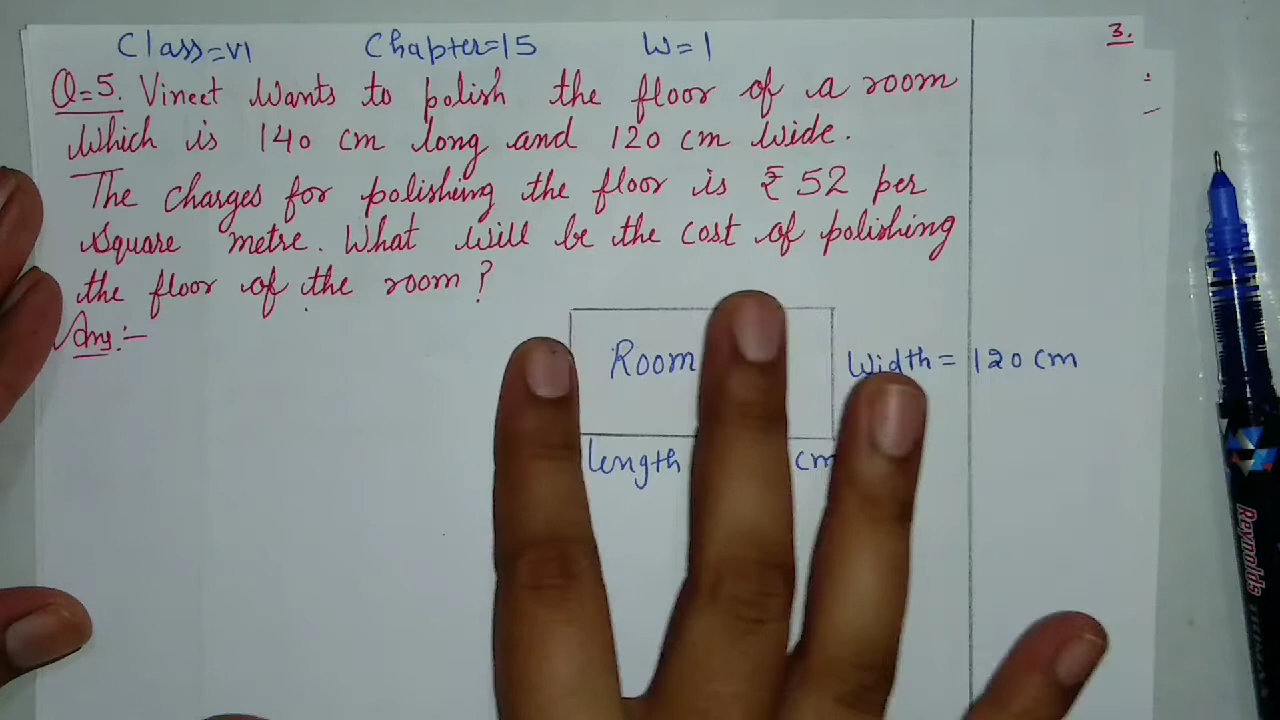 Class=VI Chapter=15 W=1
3.
Q=5. Vineet wants to polish the floor of a room
which is 140 cm long and 120 cm wide.
The charges for polishing the floor is ₹ 52 per
square metre. What will be the cost of polishing
the floor of the room?
Ans:-
Room
Width = 120 cm
length cm
Reynolds